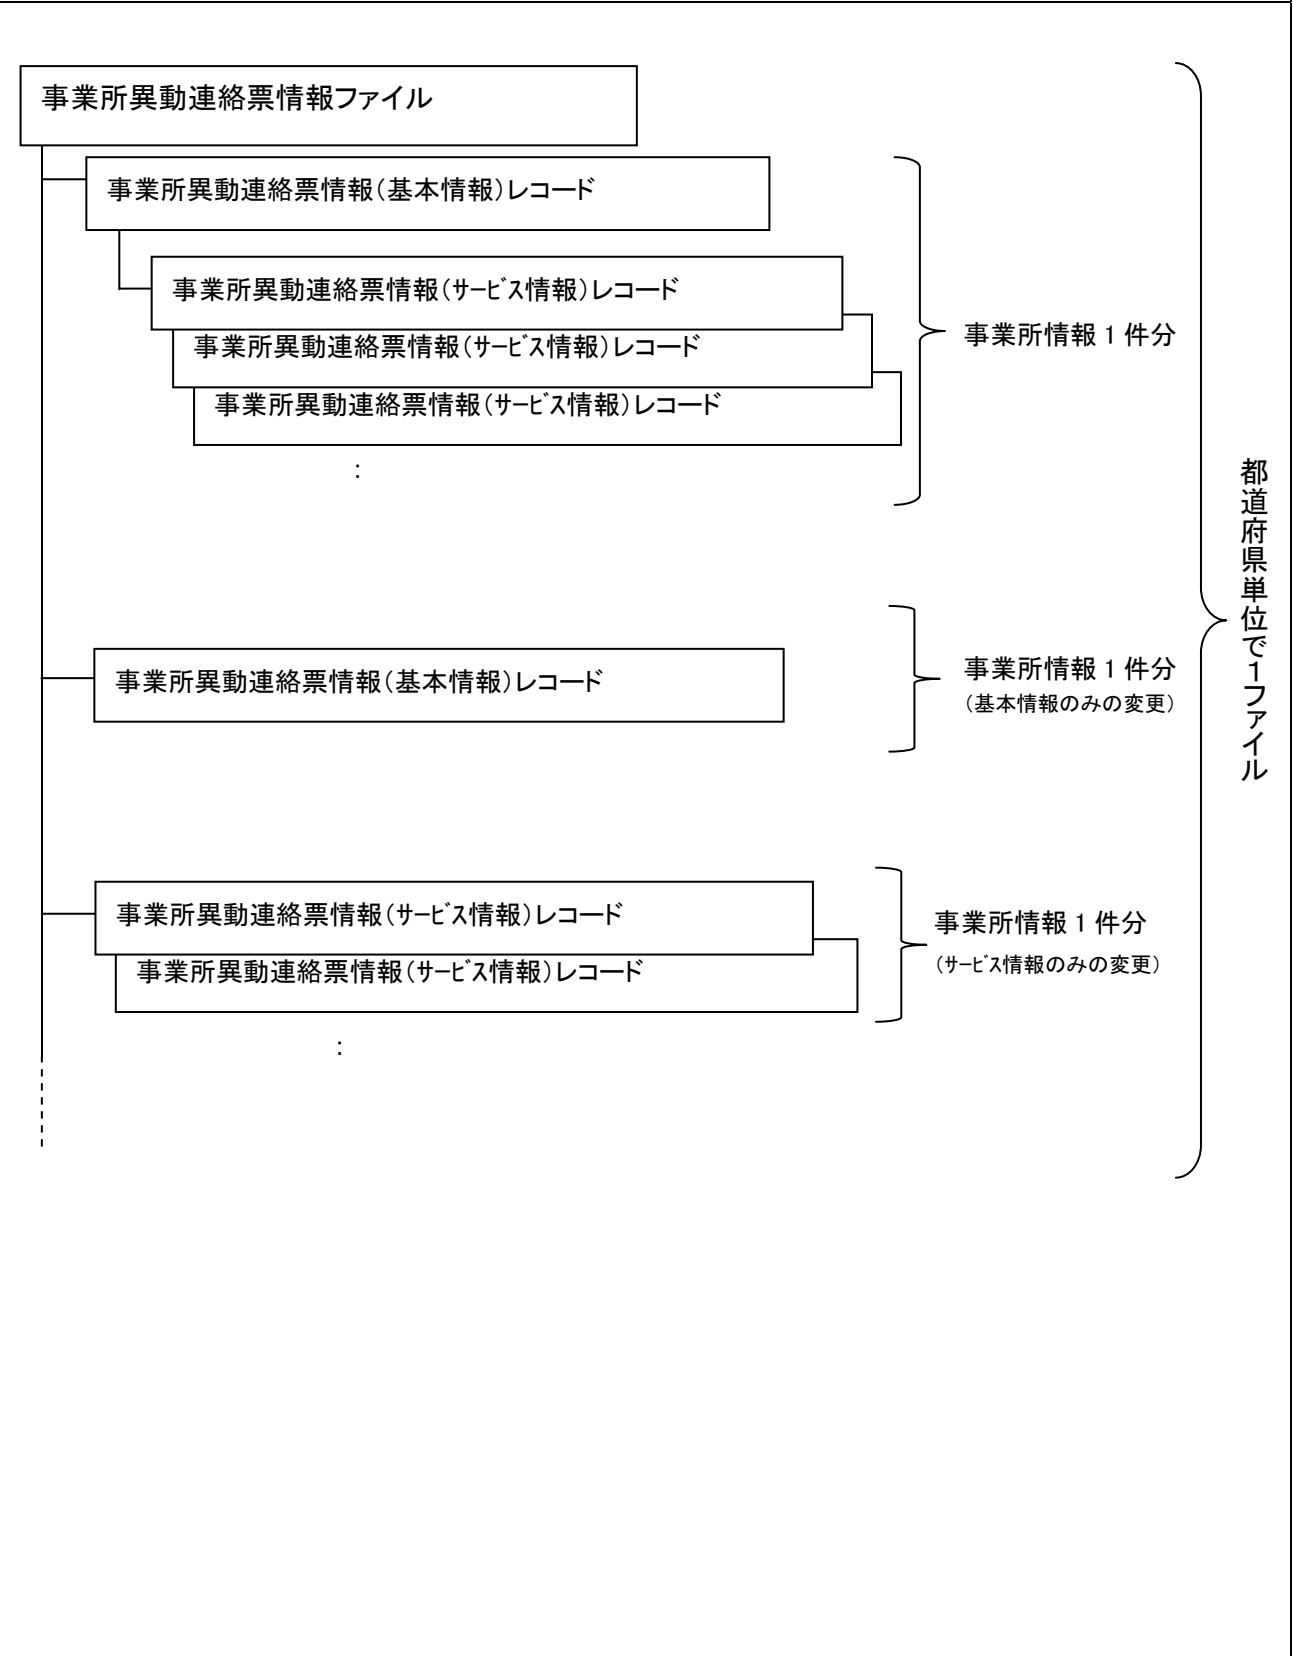 事業所異動連絡票情報ファイル
事業所異動連絡票情報（基本情報）レコード
事業所異動連絡票情報（ｻｰﾋﾞｽ情報）レコード
事業所異動連絡票情報（ｻｰﾋﾞｽ情報）レコード
事業所異動連絡票情報（ｻｰﾋﾞｽ情報）レコード
：
事業所情報１件分
事業所異動連絡票情報（基本情報）レコード
事業所情報１件分
（基本情報のみの変更）
事業所異動連絡票情報（ｻｰﾋﾞｽ情報）レコード
事業所異動連絡票情報（ｻｰﾋﾞｽ情報）レコード
：
事業所情報１件分
（ｻｰﾋﾞｽ情報のみの変更）
都道府県単位で１ファイル